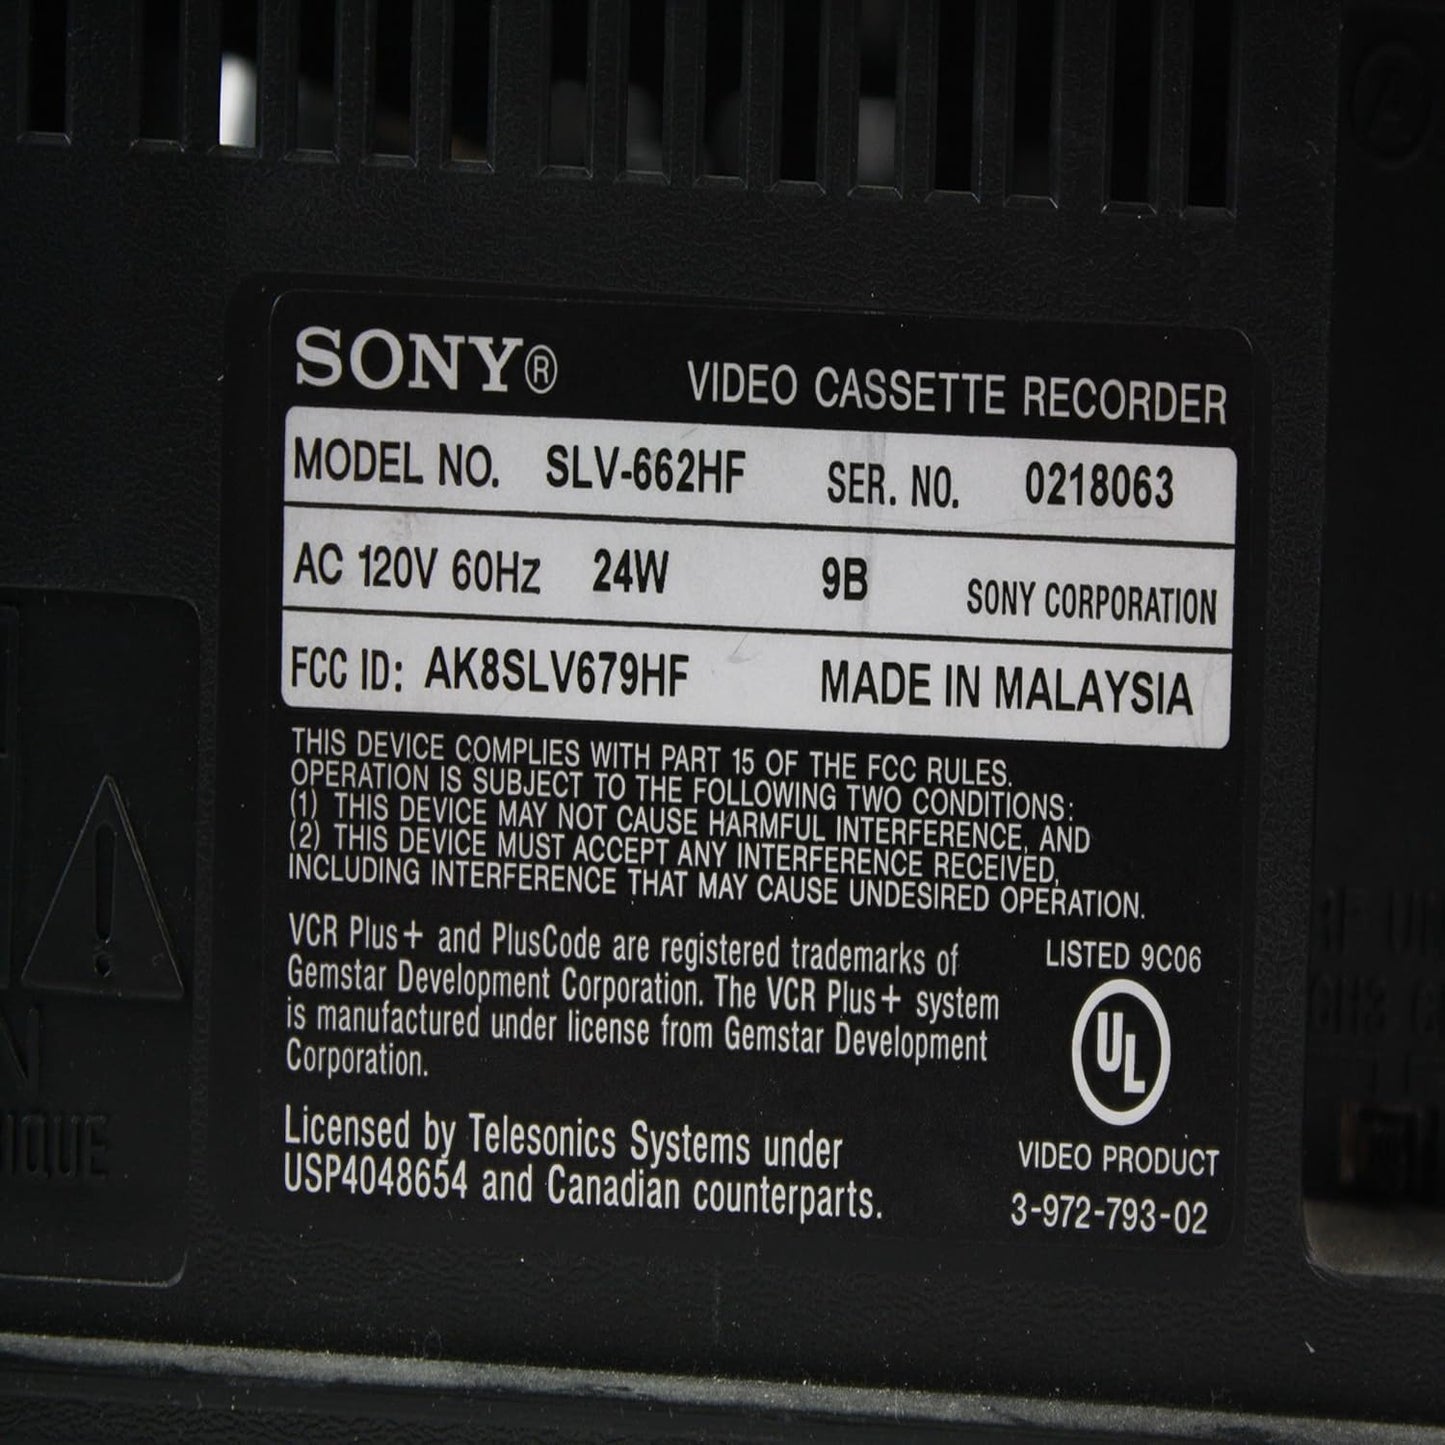 SONY®
VIDEO CASSETTE RECORDER
MODEL NO. SLV-662HF SER. NO. 0218063
AC 120V 60Hz 24W 9B SONY CORPORATION
FCC ID: AK8SLV679HF MADE IN MALAYSIA
THIS DEVICE COMPLIES WITH PART 15 OF THE FCC RULES.
OPERATION IS SUBJECT TO THE FOLLOWING TWO CONDITIONS:
(1) THIS DEVICE MAY NOT CAUSE HARMFUL INTERFERENCE, AND
(2) THIS DEVICE MUST ACCEPT ANY INTERFERENCE RECEIVED,
INCLUDING INTERFERENCE THAT MAY CAUSE UNDESIRED OPERATION.
VCR Plus+ and PlusCode are registered trademarks of
Gemstar Development Corporation. The VCR Plus+ system
is manufactured under license from Gemstar Development
Corporation.
Licensed by Telesonics Systems under
USP4048654 and Canadian counterparts.
LISTED 9C06
UL
VIDEO PRODUCT
3-972-793-02